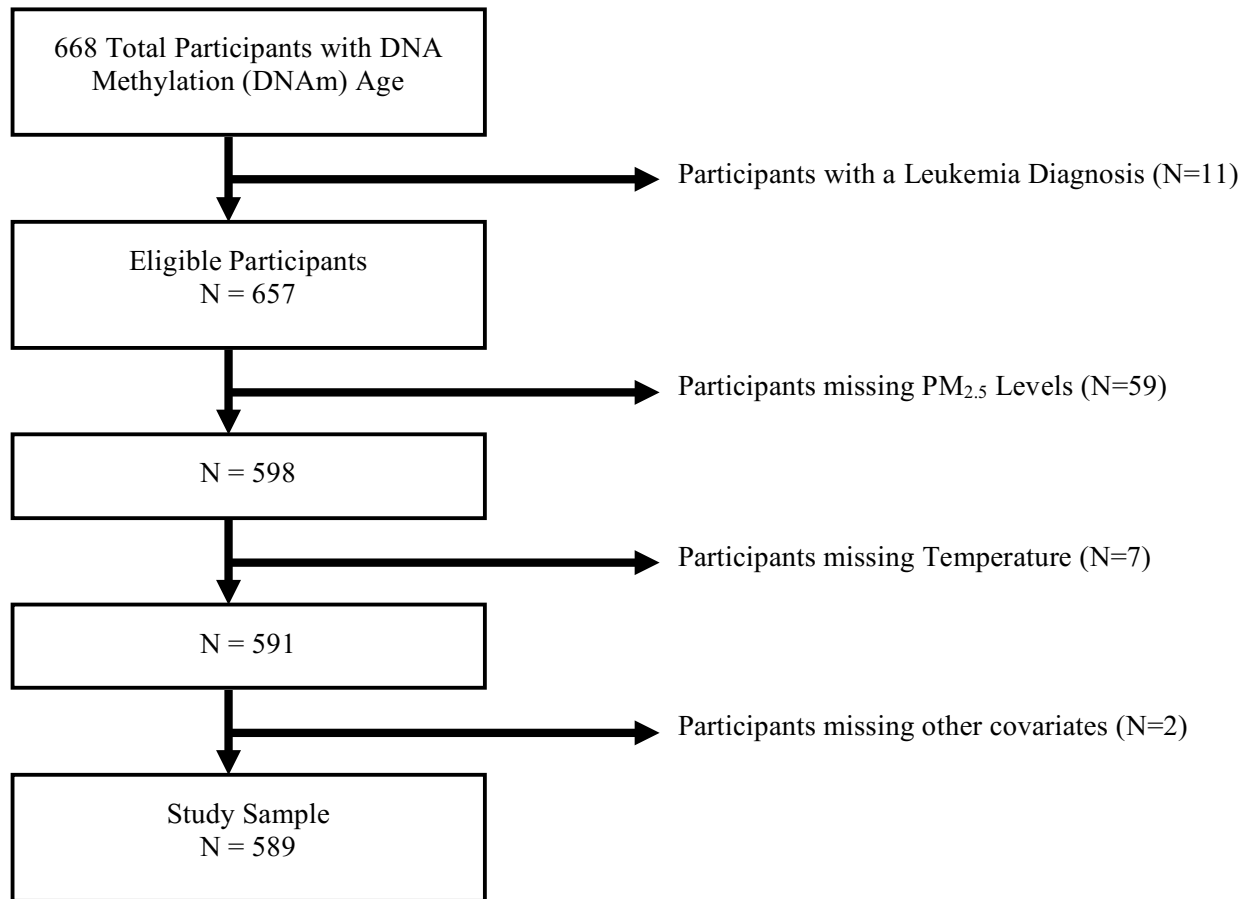 668 Total Participants with DNA
Methylation (DNAm) Age
Participants with a Leukemia Diagnosis (N=11)
Eligible Participants
N = 657
Participants missing PM2.5 Levels (N=59)
N = 598
Participants missing Temperature (N=7)
N = 591
Participants missing other covariates (N=2)
Study Sample
N = 589